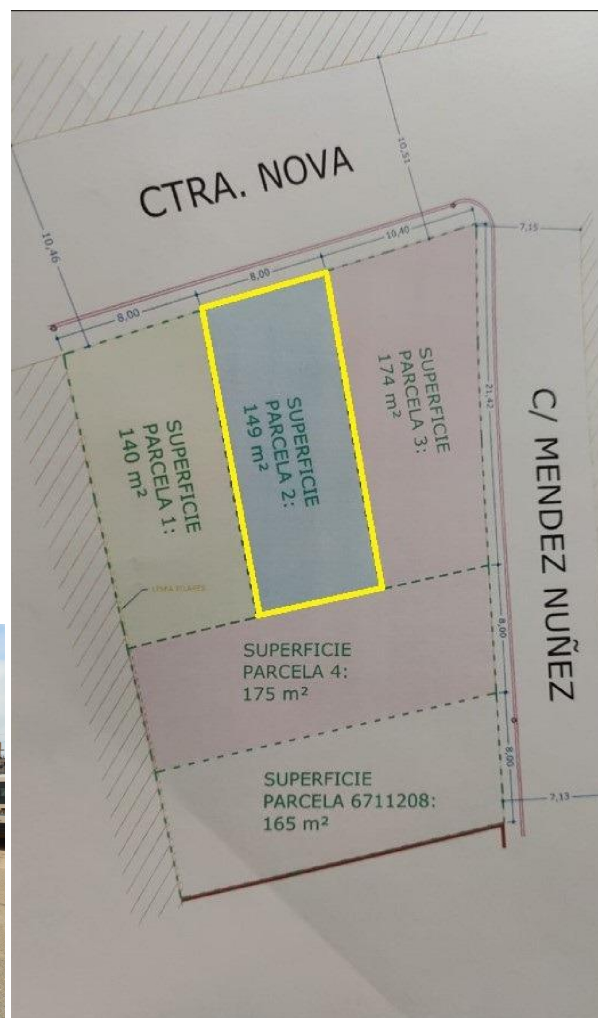 CTRA. NOVA
10,51
10,46
10,40
7,15
8,00
8,00
SUPERFICIE
PARCELA 3:
174 m²
SUPERFICIE
PARCELA 2:
149 m²
SUPERFICIE
PARCELA 1:
140 m²
21,42
C/ MENDEZ NUÑEZ
SUPERFICIE
PARCELA 4:
175 m²
8,00
SUPERFICIE
PARCELA 6711208:
165 m²
8,00
7,13